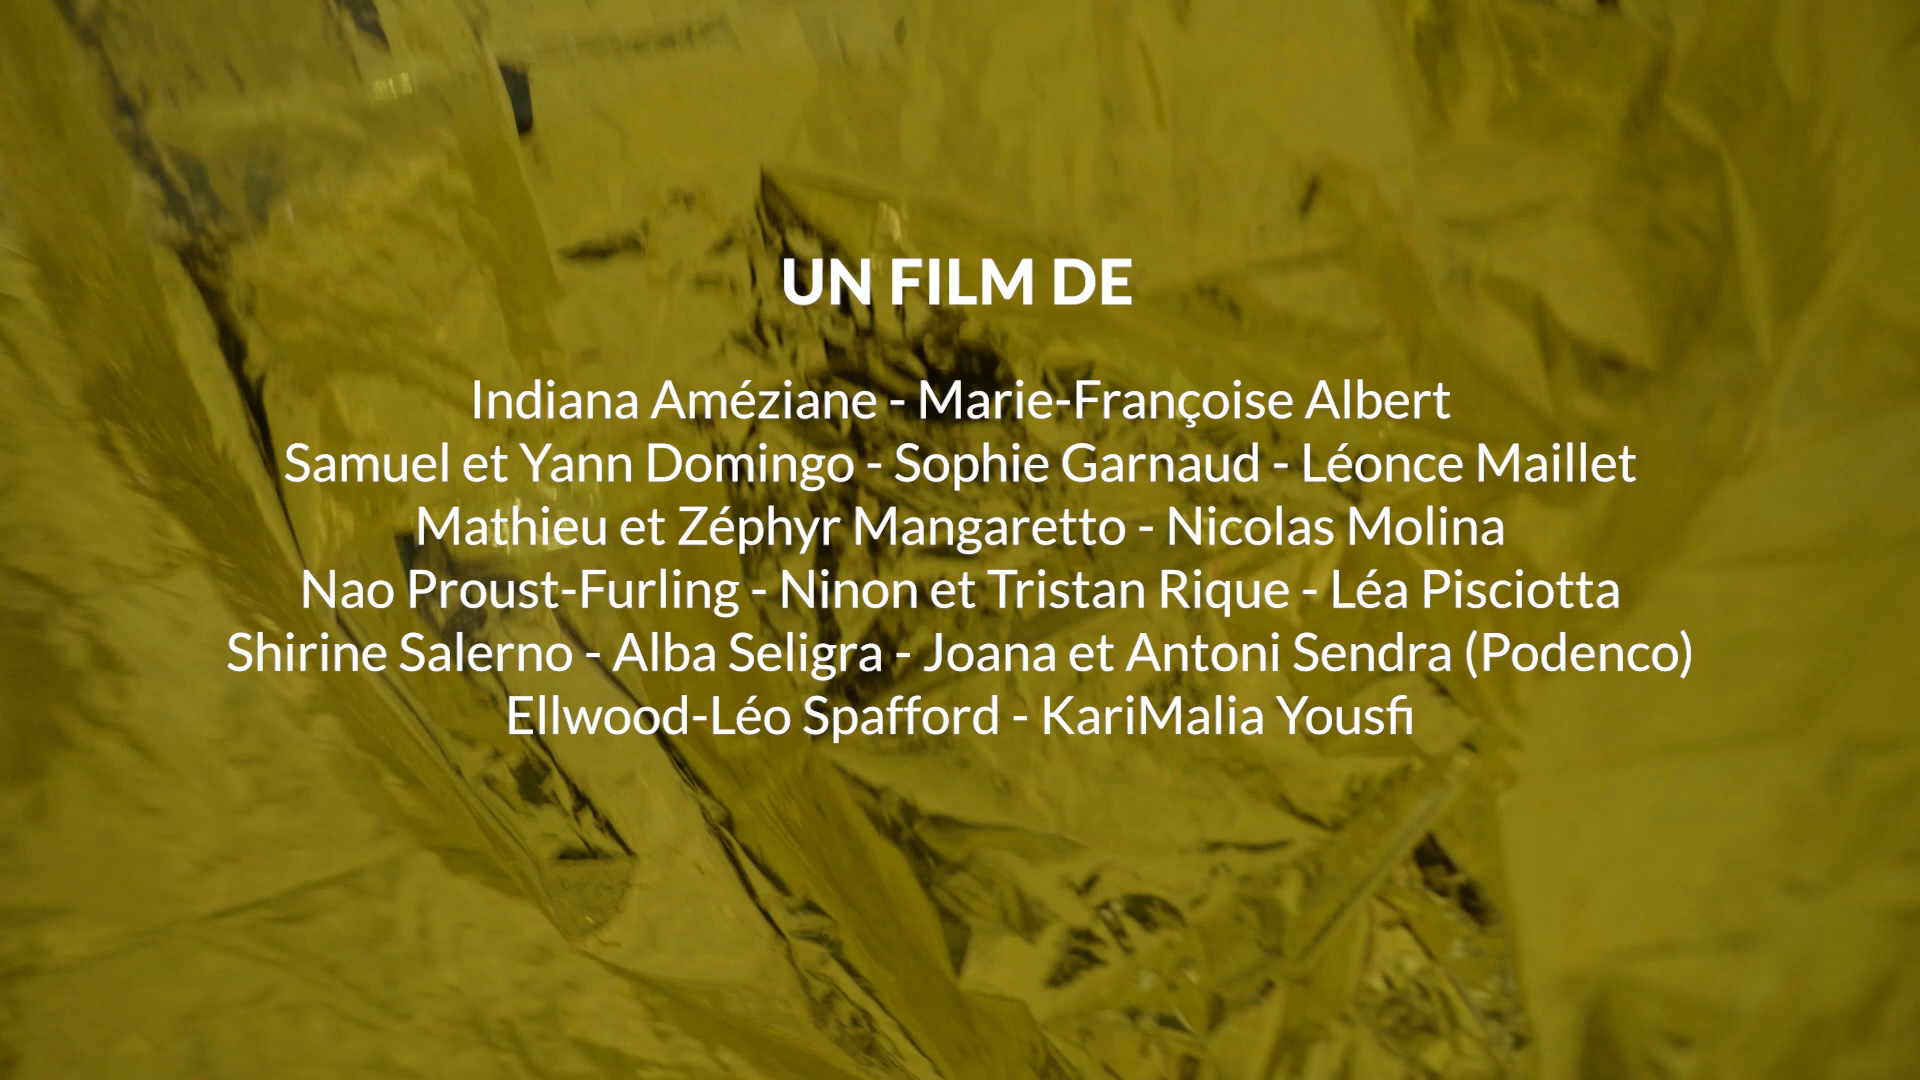 UN FILM DE
Indiana Améziane - Marie-Françoise Albert
Samuel et Yann Domingo - Sophie Garnaud - Léonce Maillet
Mathieu et Zéphyr Mangaretto - Nicolas Molina
Nao Proust-Furling - Ninon et Tristan Rique - Léa Pisciotta
Shirine Salerno - Alba Seligra - Joana et Antoni Sendra (Podenco)
Ellwood-Léo Spafford - KariMalia Yousfi